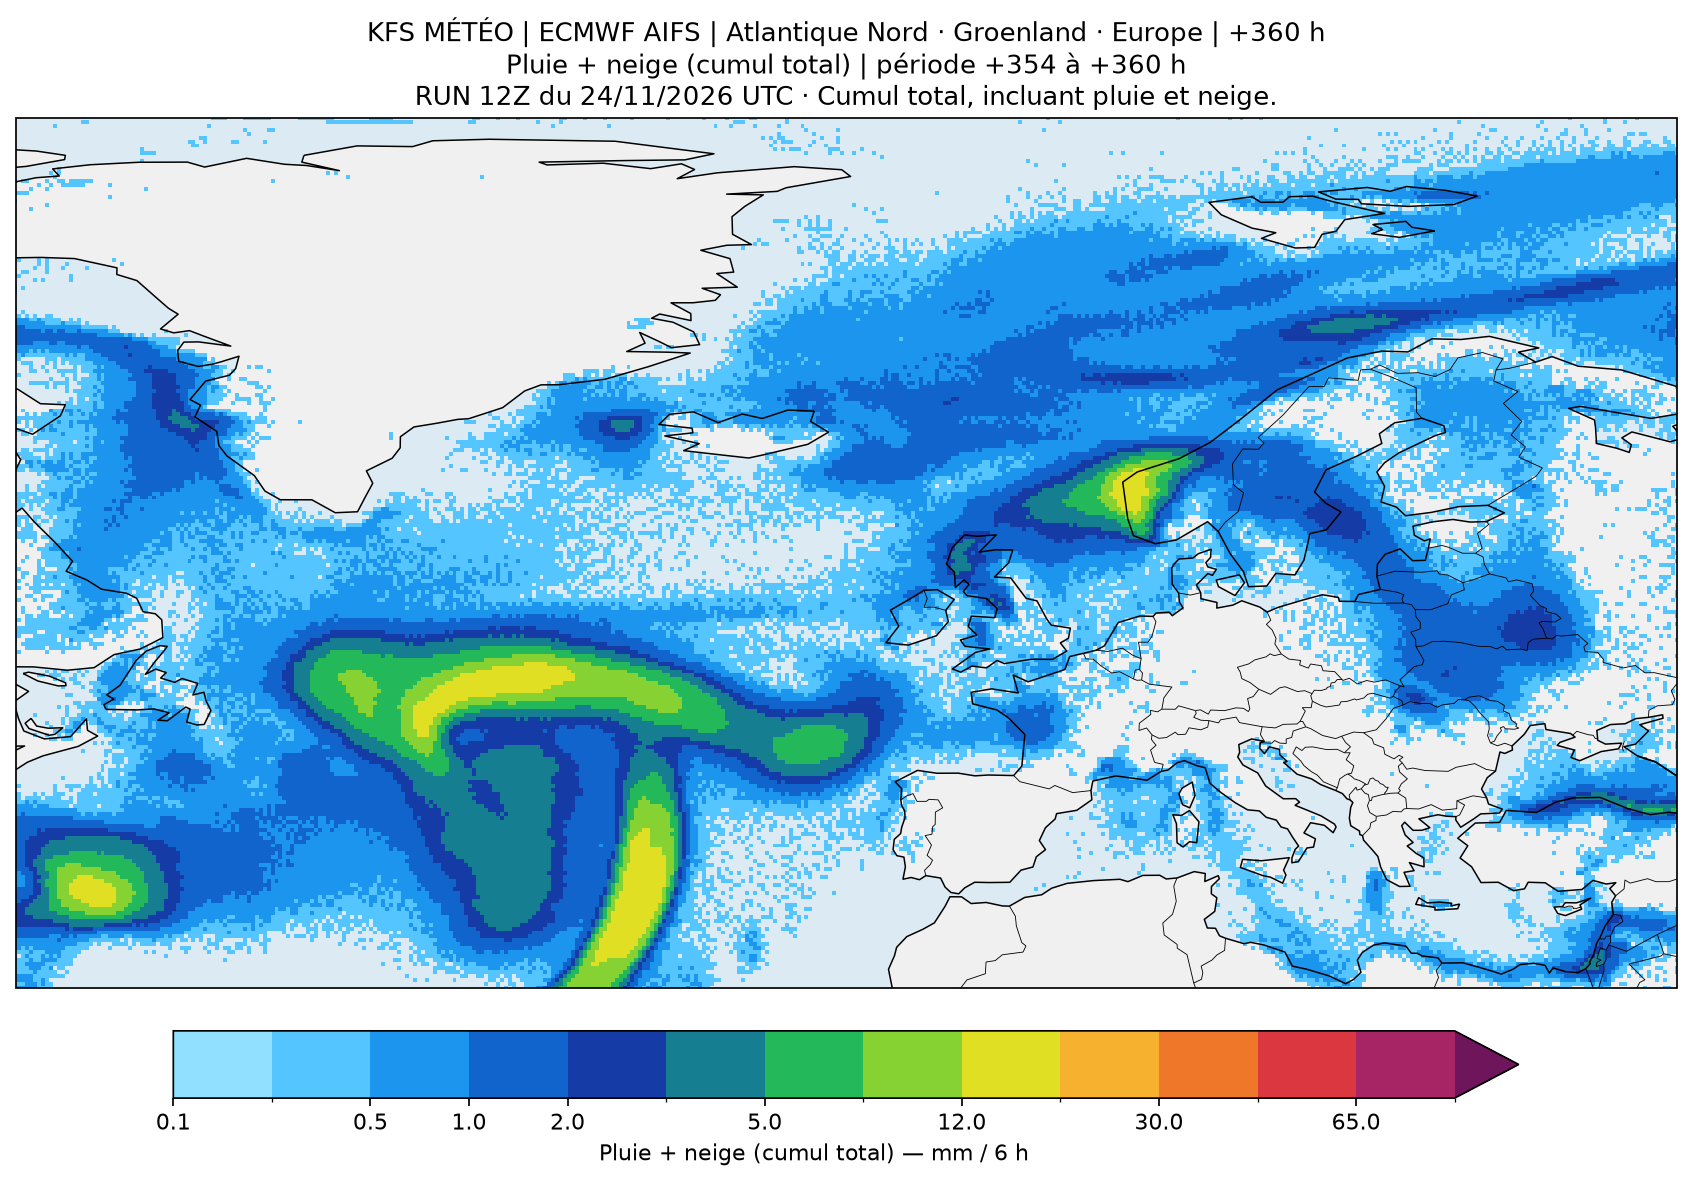 KFS MÉTÉO | ECMWF AIFS | Atlantique Nord · Groenland · Europe | +360 h
Pluie + neige (cumul total) | période +354 à +360 h
RUN 12Z du 24/11/2026 UTC · Cumul total, incluant pluie et neige.
0.1 0.5 1.0 2.0 5.0 12.0 30.0 65.0
Pluie + neige (cumul total) — mm / 6 h